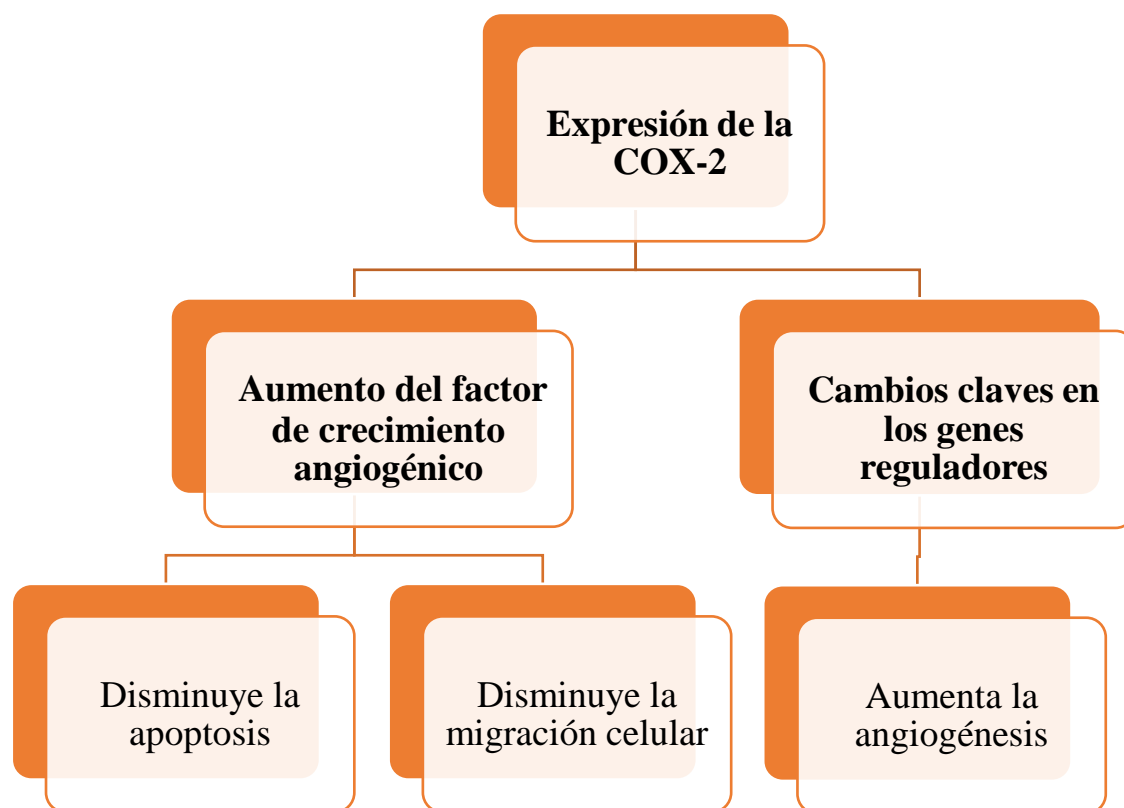 Expresión de la
COX-2
Aumento del factor
de crecimiento
angiogénico
Cambios claves en
los genes
reguladores
Disminuye la
apoptosis
Disminuye la
migración celular
Aumenta la
angiogénesis